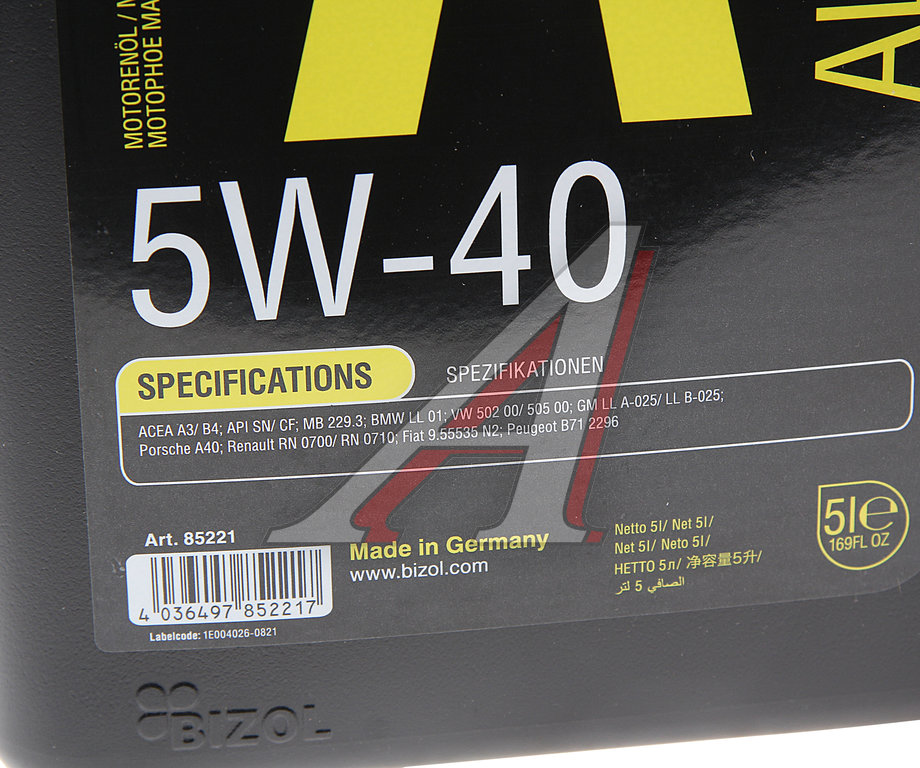 MOTORENÖL /
МОТОРНОЕ МА
5W-40
SPECIFICATIONS
SPEZIFIKATIONEN
ACEA A3/ B4; API SN/ CF; MB 229.3; BMW LL 01; VW 502 00/ 505 00; GM LL A-025/ LL B-025;
Porsche A40; Renault RN 0700/ RN 0710; Fiat 9.55535 N2; Peugeot B71 2296
Art. 85221
4 036497 852217
Labelcode: 1E004026-0821
Made in Germany
www.bizol.com
Netto 5l/ Net 5l/
Net 5l/ Neto 5l/
НЕТТО 5л/ 净容量5升/
الصافي 5 لتر
5l℮
169FL OZ
BIZOL